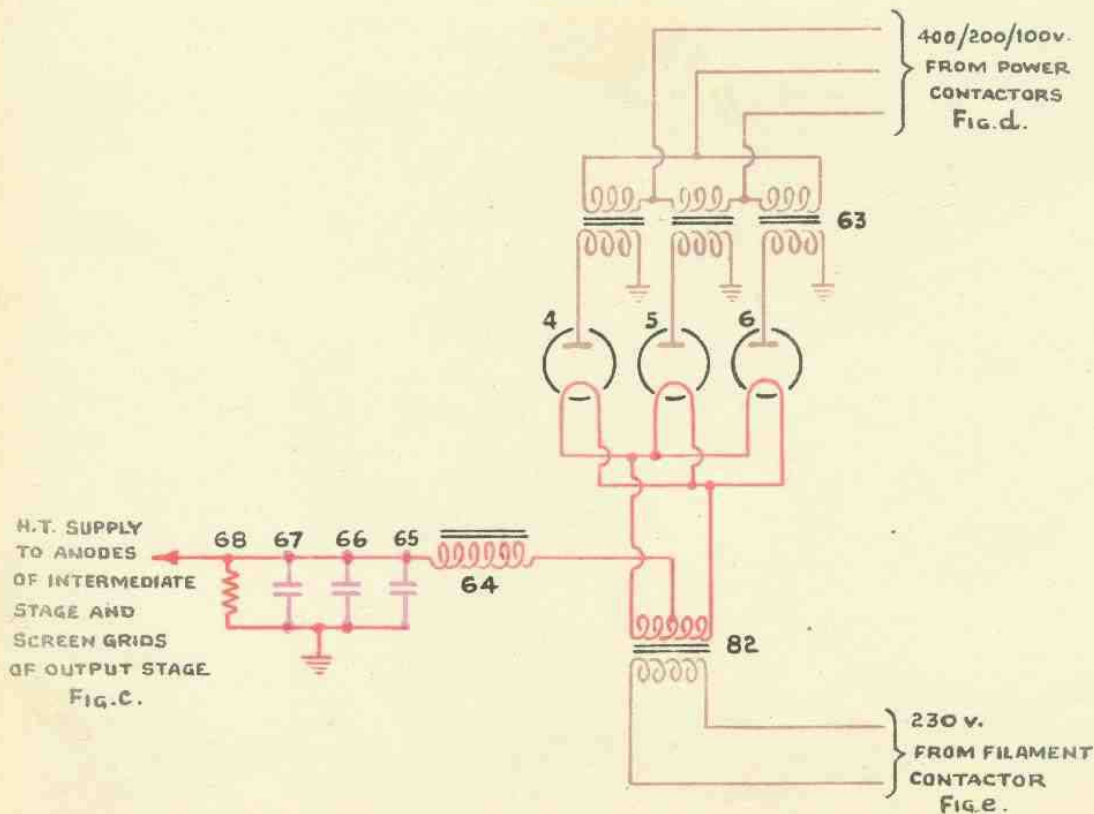 400/200/100V.
FROM POWER
CONTACTORS
FIG.d.
63
4
5
6
H.T. SUPPLY
TO ANODES
OF INTERMEDIATE
STAGE AND
SCREEN GRIDS
OF OUTPUT STAGE
FIG.C.
68
67
66
65
64
82
230 V.
FROM FILAMENT
CONTACTOR
FIG.e.